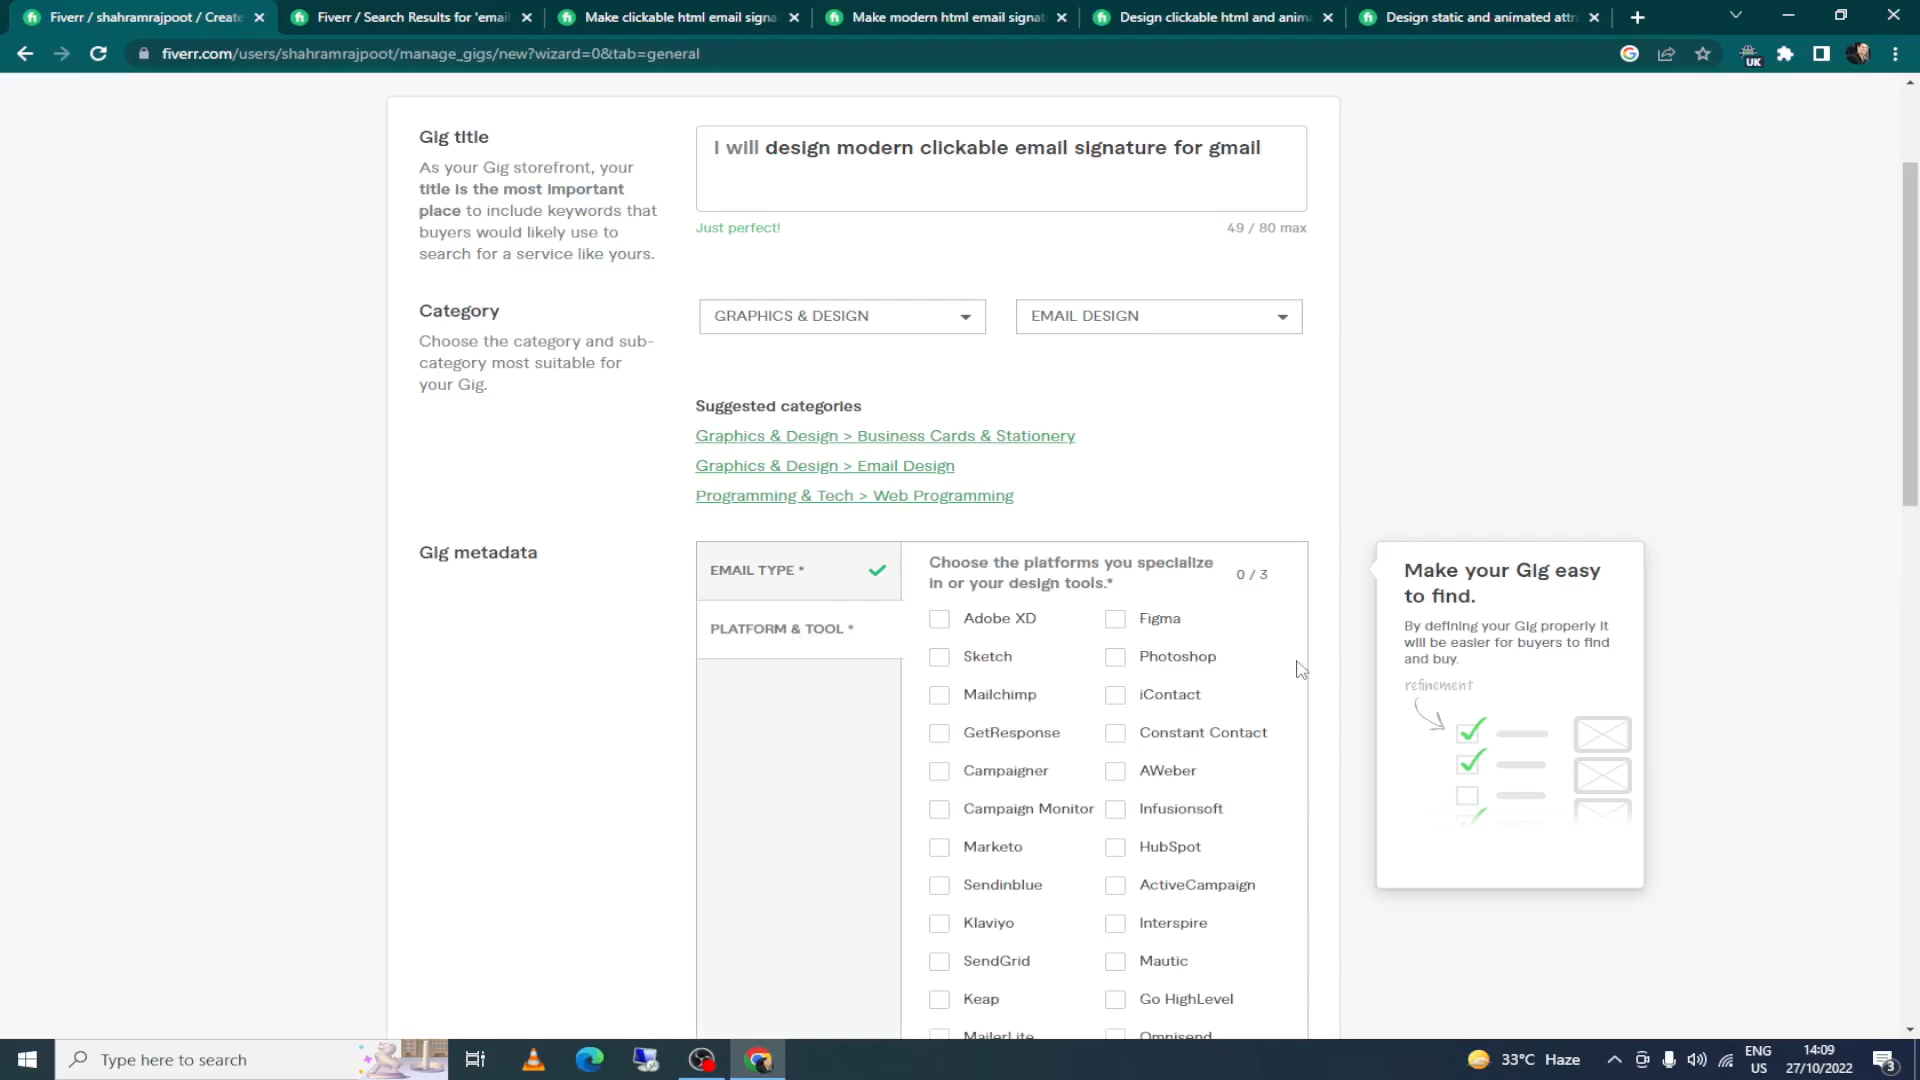 Fiverr / shahramrajpoot / Create
Fiverr / Search Results for 'email
Make clickable html email signa
Make modern html email signat
Design clickable html and anima
Design static and animated attr
fiverr.com/users/shahramrajpoot/manage_gigs/new?wizard=0&tab=general
UK
Gig title
As your Gig storefront, your
title is the most important
place to include keywords that
buyers would likely use to
search for a service like yours.
I will design modern clickable email signature for gmail
Just perfect!
49 / 80 max
Category
Choose the category and sub-
category most suitable for
your Gig.
GRAPHICS & DESIGN
EMAIL DESIGN
Suggested categories
Graphics & Design > Business Cards & Stationery
Graphics & Design > Email Design
Programming & Tech > Web Programming
Gig metadata
EMAIL TYPE *
PLATFORM & TOOL *
Choose the platforms you specialize
in or your design tools.*
0 / 3
Adobe XD
Figma
Sketch
Photoshop
Mailchimp
iContact
GetResponse
Constant Contact
Campaigner
AWeber
Campaign Monitor
Infusionsoft
Marketo
HubSpot
Sendinblue
ActiveCampaign
Klaviyo
Interspire
SendGrid
Mautic
Keap
Go HighLevel
MailerLite
Omnisend
Make your Gig easy
to find.
By defining your Gig properly it
will be easier for buyers to find
and buy.
refinement
Type here to search
33°C Haze
ENG
US
14:09
27/10/2022
3